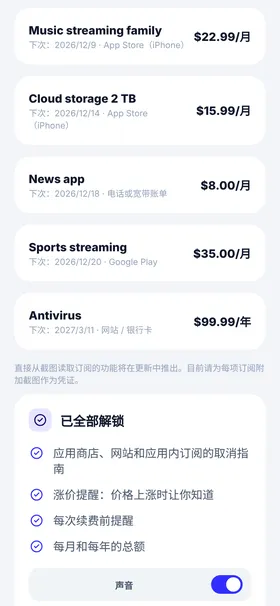 Music streaming family
下次：2026/12/9 · App Store（iPhone）
$22.99/月
Cloud storage 2 TB
下次：2026/12/14 · App Store
（iPhone）
$15.99/月
News app
下次：2026/12/18 · 电话或宽带账单
$8.00/月
Sports streaming
下次：2026/12/20 · Google Play
$35.00/月
Antivirus
下次：2027/3/11 · 网站 / 银行卡
$99.99/年
直接从截图读取订阅的功能将在更新中推出。目前请为每项订阅附
加截图作为凭证。
已全部解锁
应用商店、网站和应用内订阅的取消指
南
涨价提醒：价格上涨时让你知道
每次续费前提醒
每月和每年的总额
声音